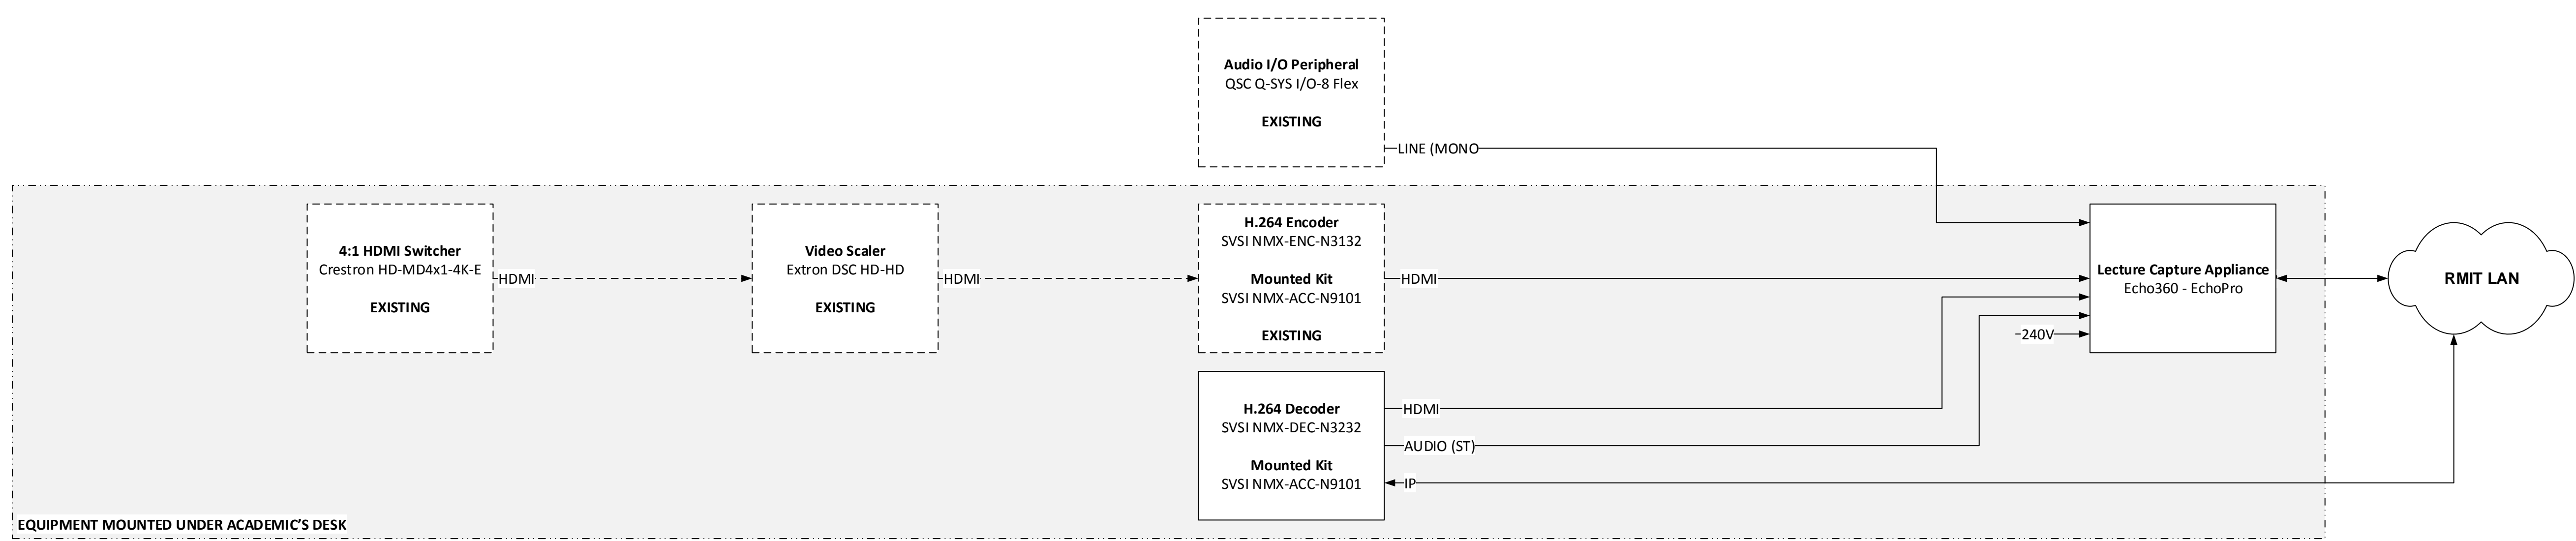 Audio I/O Peripheral
QSC Q-SYS I/O-8 Flex
EXISTING
LINE (MONO
4:1 HDMI Switcher
Crestron HD-MD4x1-4K-E
EXISTING
HDMI
Video Scaler
Extron DSC HD-HD
EXISTING
HDMI
H.264 Encoder
SVSI NMX-ENC-N3132
Mounted Kit
SVSI NMX-ACC-N9101
EXISTING
HDMI
Lecture Capture Appliance
Echo360 - EchoPro
240V
RMIT LAN
H.264 Decoder
SVSI NMX-DEC-N3232
Mounted Kit
SVSI NMX-ACC-N9101
HDMI
AUDIO (ST)
IP
EQUIPMENT MOUNTED UNDER ACADEMIC'S DESK